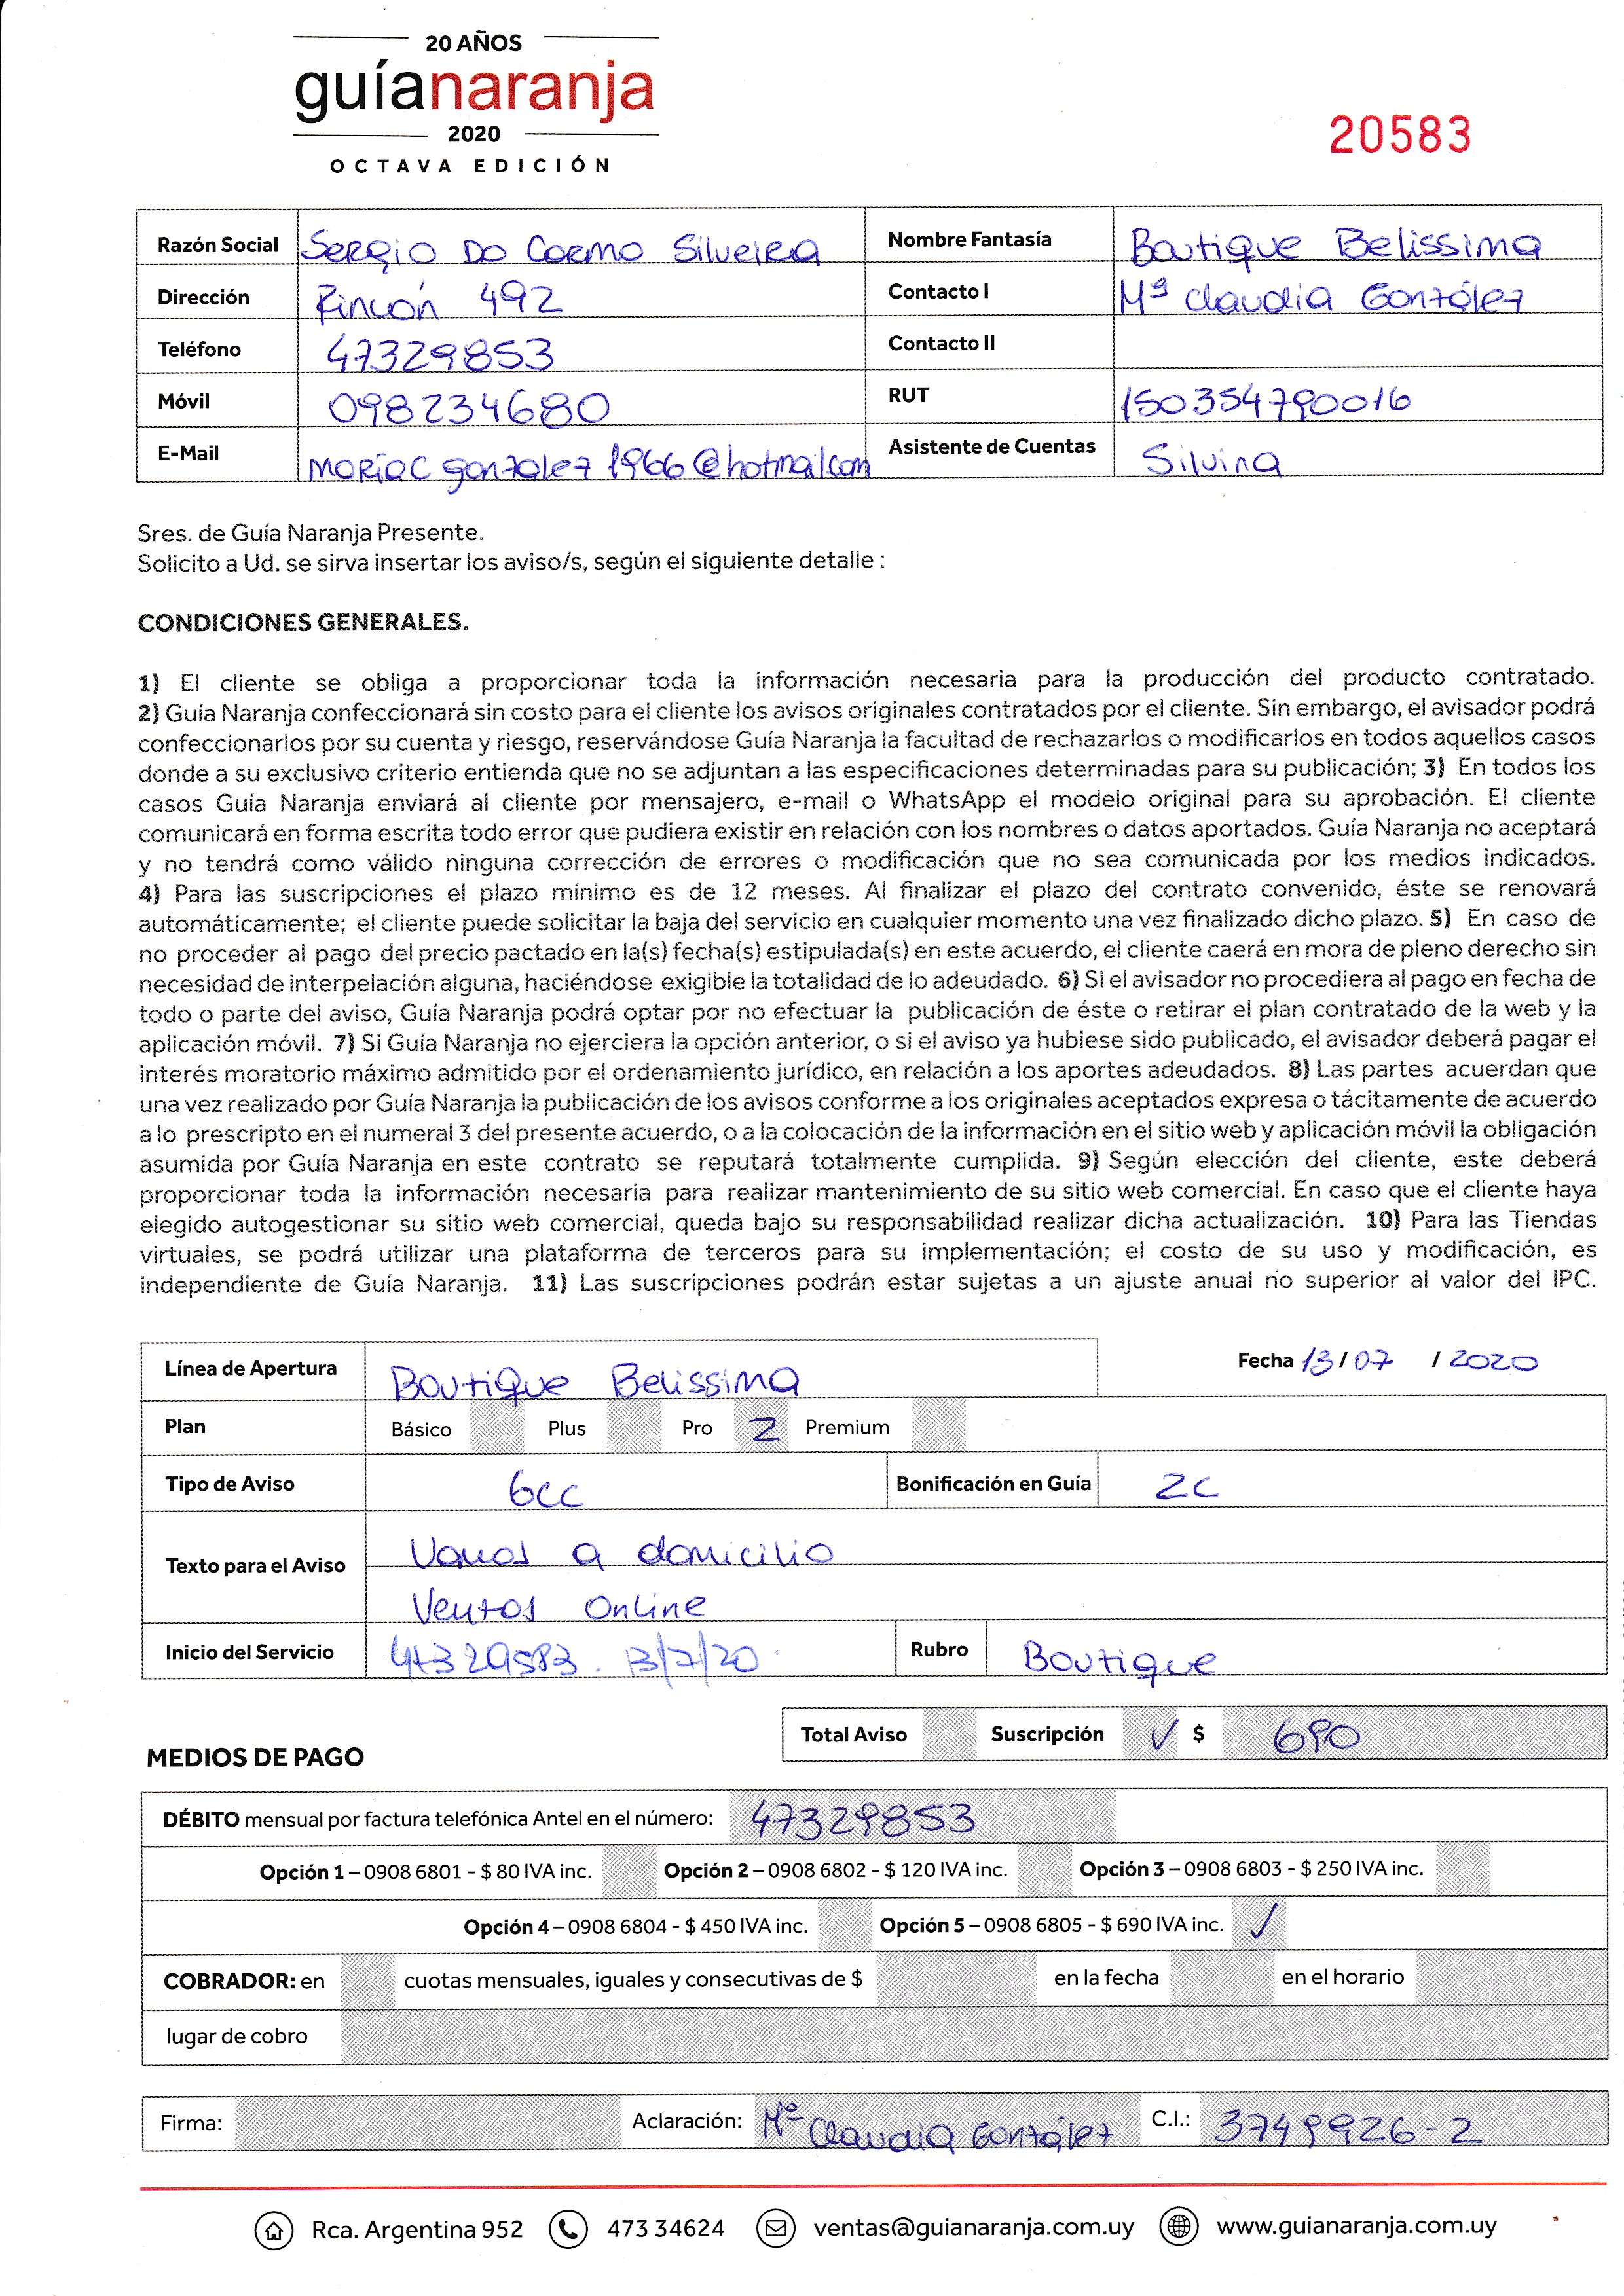 20 AÑOS
guíanaranja
2020
OCTAVA EDICIÓN
20583
Razón Social Sergio Do Carmo Silveira Nombre Fantasía Boutique Belissima
Dirección Rincón 492 Contacto I Mª Claudia González
Teléfono 47329853 Contacto II
Móvil 098234680 RUT 150354790016
E-Mail mariacgonzalez1966@hotmail.com Asistente de Cuentas Silvina
Sres. de Guía Naranja Presente.
Solicito a Ud. se sirva insertar los aviso/s, según el siguiente detalle :
CONDICIONES GENERALES.
1) El cliente se obliga a proporcionar toda la información necesaria para la producción del producto contratado.
2) Guía Naranja confeccionará sin costo para el cliente los avisos originales contratados por el cliente. Sin embargo, el avisador podrá
confeccionarlos por su cuenta y riesgo, reservándose Guía Naranja la facultad de rechazarlos o modificarlos en todos aquellos casos
donde a su exclusivo criterio entienda que no se adjuntan a las especificaciones determinadas para su publicación; 3) En todos los
casos Guía Naranja enviará al cliente por mensajero, e-mail o WhatsApp el modelo original para su aprobación. El cliente
comunicará en forma escrita todo error que pudiera existir en relación con los nombres o datos aportados. Guía Naranja no aceptará
y no tendrá como válido ninguna corrección de errores o modificación que no sea comunicada por los medios indicados.
4) Para las suscripciones el plazo mínimo es de 12 meses. Al finalizar el plazo del contrato convenido, éste se renovará
automáticamente; el cliente puede solicitar la baja del servicio en cualquier momento una vez finalizado dicho plazo. 5) En caso de
no proceder al pago del precio pactado en la(s) fecha(s) estipulada(s) en este acuerdo, el cliente caerá en mora de pleno derecho sin
necesidad de interpelación alguna, haciéndose exigible la totalidad de lo adeudado. 6) Si el avisador no procediera al pago en fecha de
todo o parte del aviso, Guía Naranja podrá optar por no efectuar la publicación de éste o retirar el plan contratado de la web y la
aplicación móvil. 7) Si Guía Naranja no ejerciera la opción anterior, o si el aviso ya hubiese sido publicado, el avisador deberá pagar el
interés moratorio máximo admitido por el ordenamiento jurídico, en relación a los aportes adeudados. 8) Las partes acuerdan que
una vez realizado por Guía Naranja la publicación de los avisos conforme a los originales aceptados expresa o tácitamente de acuerdo
a lo prescripto en el numeral 3 del presente acuerdo, o a la colocación de la información en el sitio web y aplicación móvil la obligación
asumida por Guía Naranja en este contrato se reputará totalmente cumplida. 9) Según elección del cliente, este deberá
proporcionar toda la información necesaria para realizar mantenimiento de su sitio web comercial. En caso que el cliente haya
elegido autogestionar su sitio web comercial, queda bajo su responsabilidad realizar dicha actualización. 10) Para las Tiendas
virtuales, se podrá utilizar una plataforma de terceros para su implementación; el costo de su uso y modificación, es
independiente de Guía Naranja. 11) Las suscripciones podrán estar sujetas a un ajuste anual no superior al valor del IPC.
Línea de Apertura Boutique Belissima Fecha 13/07/2020
Plan Básico Plus Pro 2 Premium
Tipo de Aviso 6cc Bonificación en Guía 2c
Texto para el Aviso Vamos a domicilio
Ventas Online
Inicio del Servicio 47329583. 13/7/20. Rubro Boutique
Total Aviso Suscripción ✓ $ 690
MEDIOS DE PAGO
DÉBITO mensual por factura telefónica Antel en el número: 47329853
Opción 1 – 0908 6801 - $ 80 IVA inc. Opción 2 – 0908 6802 - $ 120 IVA inc. Opción 3 – 0908 6803 - $ 250 IVA inc.
Opción 4 – 0908 6804 - $ 450 IVA inc. Opción 5 – 0908 6805 - $ 690 IVA inc. ✓
COBRADOR: en cuotas mensuales, iguales y consecutivas de $ en la fecha en el horario
lugar de cobro
Firma: Aclaración: Mª Claudia González C.I.: 3749926-2
Rca. Argentina 952 473 34624 ventas@guianaranja.com.uy www.guianaranja.com.uy